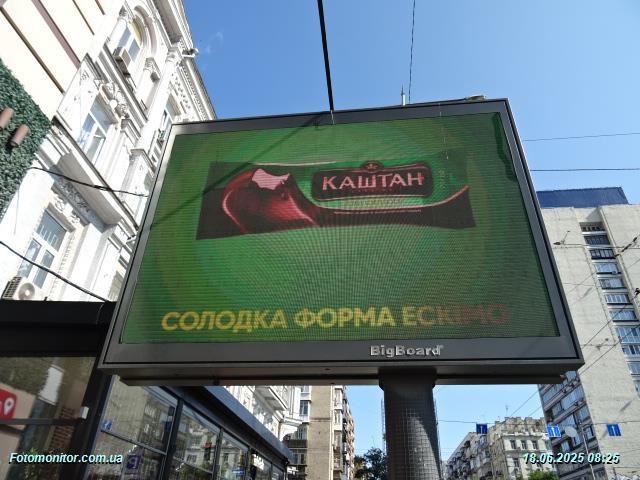 КАШТАН
СОЛОДКА ФОРМА ЕСКІМО
BigBoard
Fotomonitor.com.ua
18.06.2025 08:25